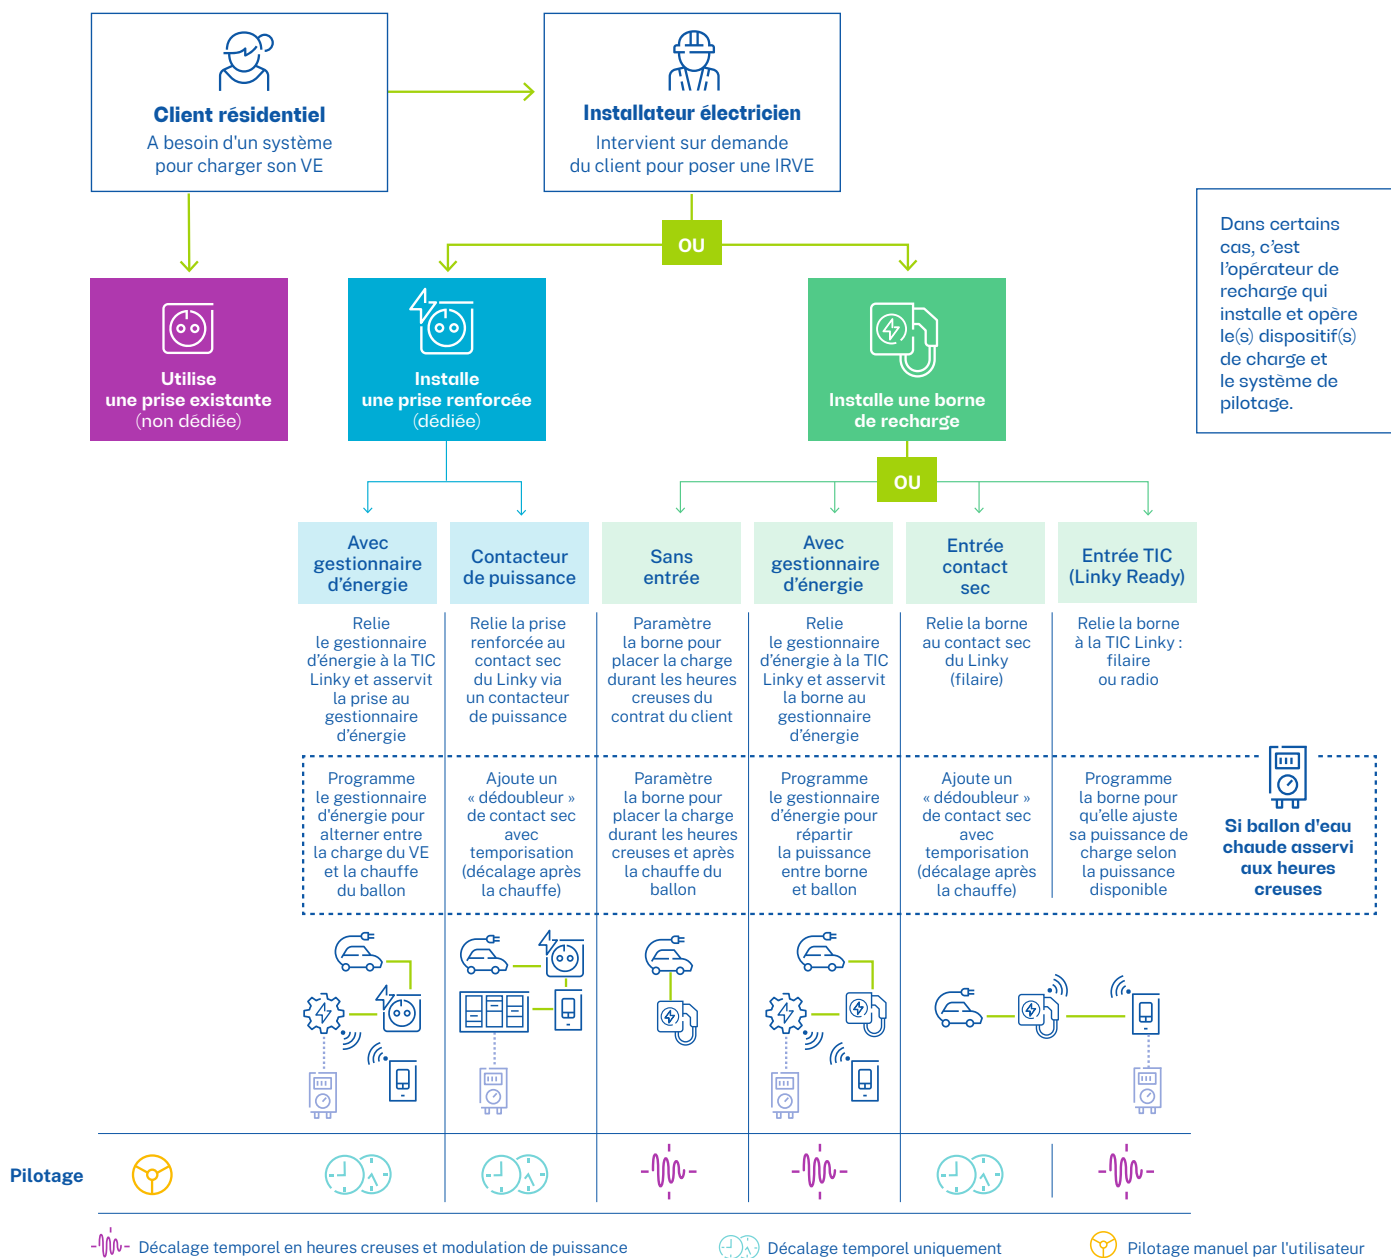 Client résidentiel
A besoin d'un système
pour charger son VE
Installateur électricien
Intervient sur demande
du client pour poser une IRVE
Dans certains
cas, c'est
l'opérateur de
recharge qui
installe et opère
le(s) dispositif(s)
de charge et
le système de
pilotage.
OU
Utilise
une prise existante
(non dédiée)
Installe
une prise renforcée
(dédiée)
Installe une borne
de recharge
OU
Avec
gestionnaire
d'énergie
Contacteur
de puissance
Sans
entrée
Avec
gestionnaire
d'énergie
Entrée
contact
sec
Entrée TIC
(Linky Ready)
Relie
le gestionnaire
d'énergie à la TIC
Linky et asservit
la prise au
gestionnaire
d'énergie
Relie la prise
renforcée au
contact sec
du Linky via
un contacteur
de puissance
Paramètre
la borne pour
placer la charge
durant les heures
creuses du
contrat du client
Relie
le gestionnaire
d'énergie à la TIC
Linky et asservit
la borne au
gestionnaire
d'énergie
Relie la borne
au contact sec
du Linky
(filaire)
Relie la borne
à la TIC Linky :
filaire
ou radio
Programme
le gestionnaire
d'énergie pour
alterner entre
la charge du VE
et la chauffe
du ballon
Ajoute un
« dédoubleur »
de contact sec
avec
temporisation
(décalage après
la chauffe)
Paramètre
la borne pour
placer la charge
durant les heures
creuses et après
la chauffe du
ballon
Programme
le gestionnaire
d'énergie pour
répartir
la puissance
entre borne
et ballon
Ajoute un
« dédoubleur »
de contact sec
avec
temporisation
(décalage après
la chauffe)
Programme
la borne pour
qu'elle ajuste
sa puissance de
charge selon
la puissance
disponible
Si ballon d'eau
chaude asservi
aux heures
creuses
Pilotage
Décalage temporel en heures creuses et modulation de puissance
Décalage temporel uniquement
Pilotage manuel par l'utilisateur